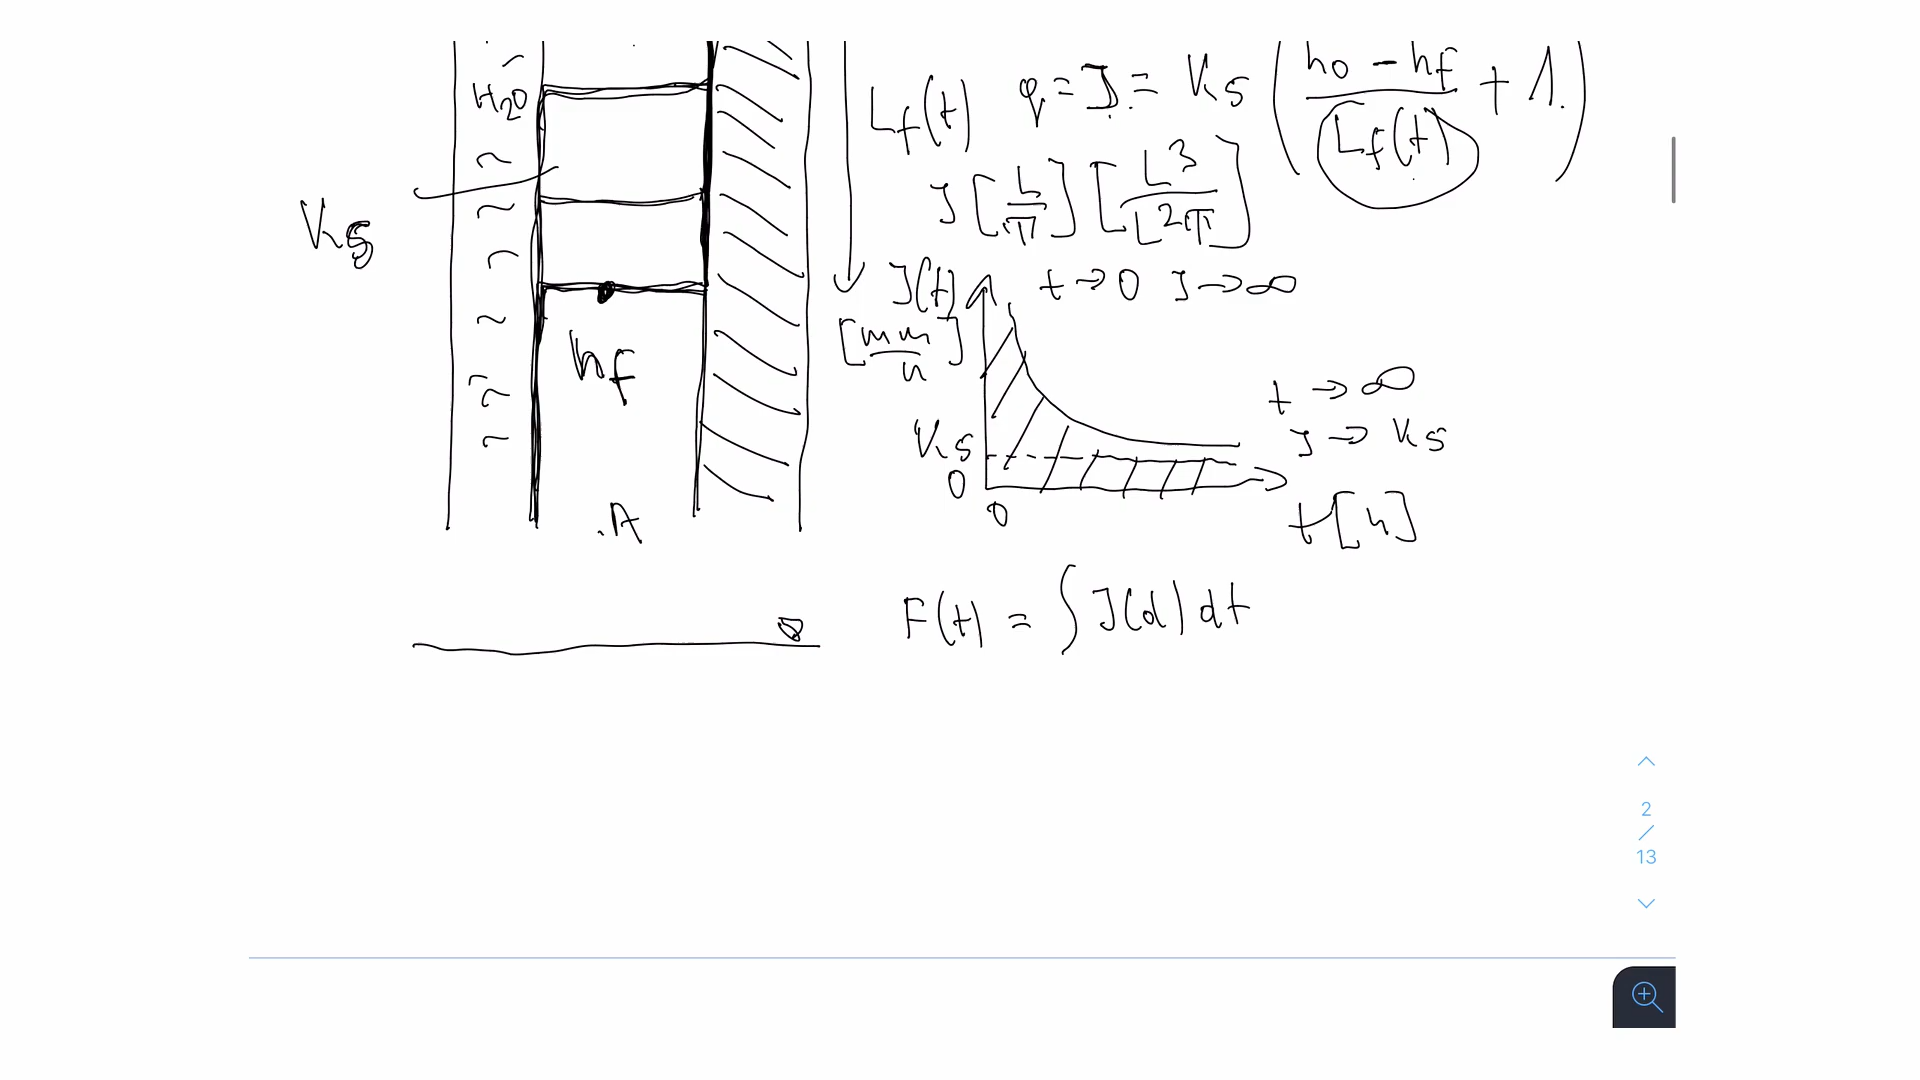 H₂O
Ks
hf
.A
Lf(t)
q = J = Ks ( (h0 - hf) / Lf(t) + 1. )
J [L/T] [L³/L²T]
J(t) [mm/h]
t → 0 J → ∞
Ks
0
0
t → ∞
J → Ks
t [h]
F(t) = ∫ J(d) dt
2
/
13